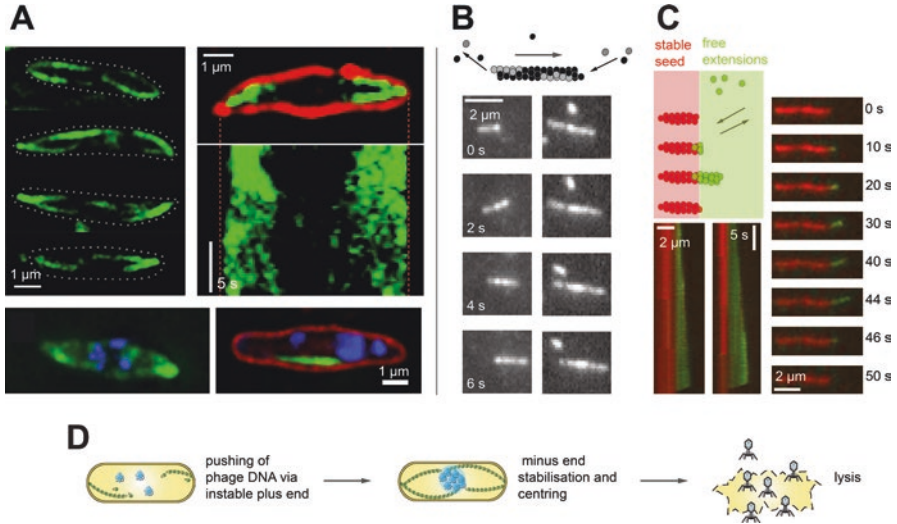 A
1 µm
1 µm
5 s
1 µm
B
2 µm
0 s
2 s
4 s
6 s
C
stable
seed
free
extensions
2 µm
5 s
0 s
10 s
20 s
30 s
40 s
44 s
46 s
50 s
2 µm
D
pushing of
phage DNA via
instable plus end
minus end
stabilisation and
centring
lysis